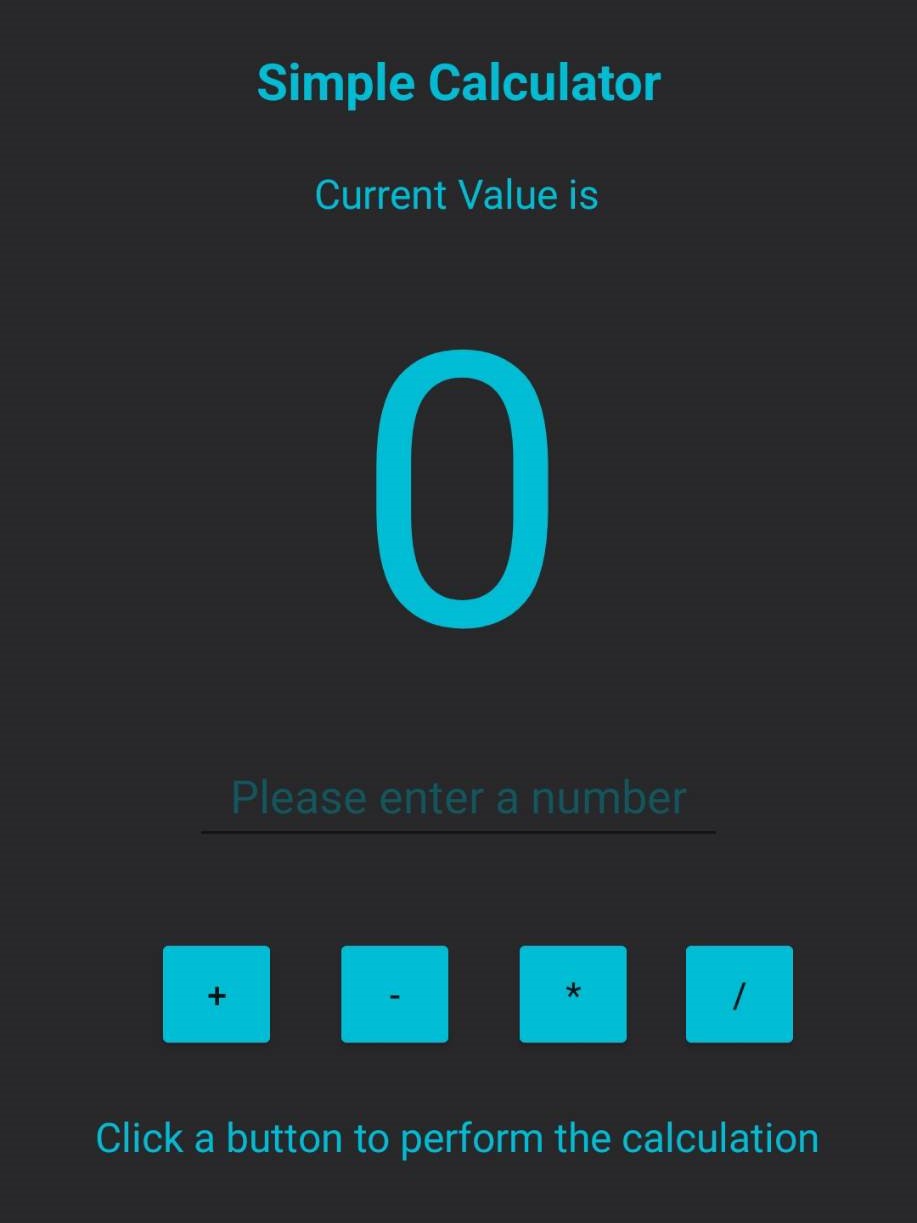 Simple Calculator
Current Value is
0
Please enter a number
+ - * /
Click a button to perform the calculation